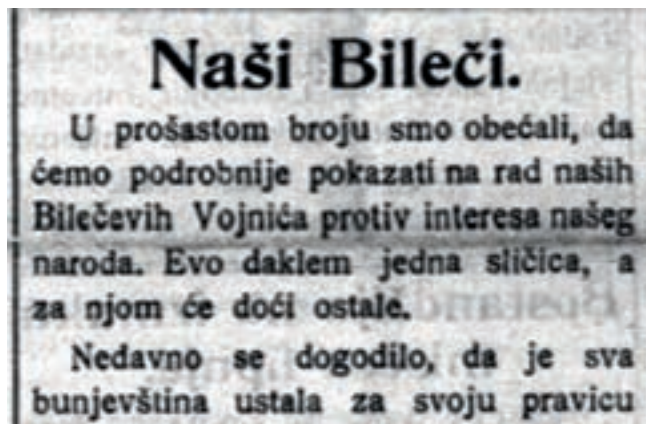 Naši Bileči.
U prošastom broju smo obećali, da
ćemo podrobnije pokazati na rad naših
Bilečevih Vojnića protiv interesa našeg
naroda. Evo daklem jedna sličica, a
za njom će doći ostale.
Nedavno se dogodilo, da je sva
bunjevština ustala za svoju pravicu